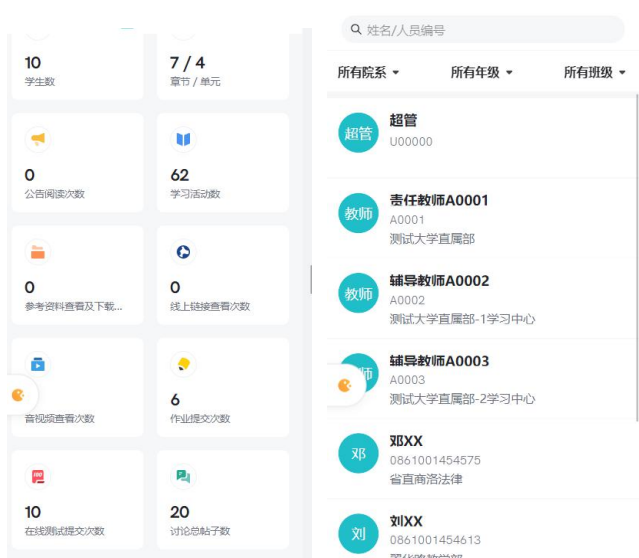 10
学生数
7 / 4
章节 / 单元
0
公告阅读次数
62
学习活动数
0
参考资料查看及下载...
0
线上链接查看次数
音视频查看次数
6
作业提交次数
10
在线测试提交次数
20
讨论总帖子数
姓名/人员编号
所有院系
所有年级
所有班级
超管
超管
U00000
教师
责任教师A0001
A0001
测试大学直属部
教师
辅导教师A0002
A0002
测试大学直属部-1学习中心
师
辅导教师A0003
A0003
测试大学直属部-2学习中心
邓
邓XX
0861001454575
省直商洛法律
刘
刘XX
0861001454613